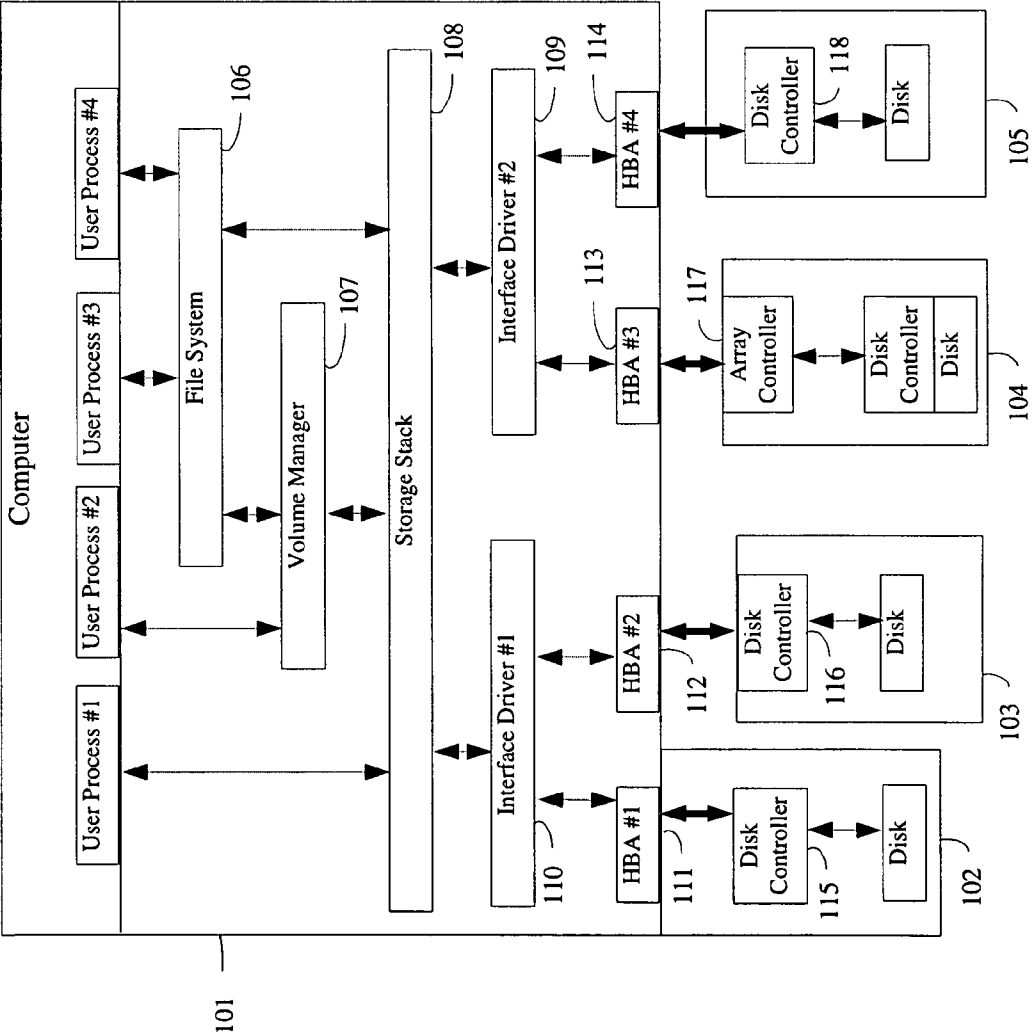 Computer
User Process #1
User Process #2
User Process #3
User Process #4
File System
106
Volume Manager
107
Storage Stack
108
Interface Driver #1
110
Interface Driver #2
109
HBA #1
111
HBA #2
112
HBA #3
113
HBA #4
114
Disk
Controller
115
Disk
102
Disk
Controller
116
Disk
103
Array
Controller
117
Disk
Controller
Disk
104
Disk
Controller
118
Disk
105
101